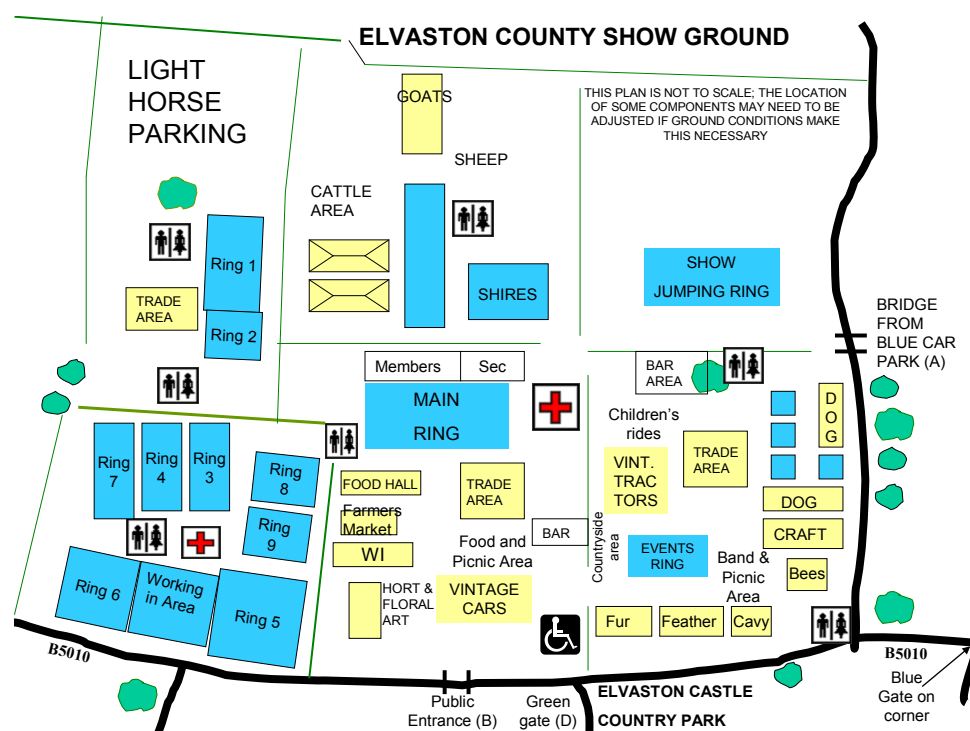 ELVASTON COUNTY SHOW GROUND
LIGHT
HORSE
PARKING
GOATS
THIS PLAN IS NOT TO SCALE; THE LOCATION
OF SOME COMPONENTS MAY NEED TO BE
ADJUSTED IF GROUND CONDITIONS MAKE
THIS NECESSARY
SHEEP
CATTLE
AREA
Ring 1
SHOW
JUMPING RING
SHIRES
TRADE
AREA
Ring 2
BRIDGE
FROM
BLUE CAR
PARK (A)
Members
Sec
BAR
AREA
MAIN
RING
Children's
rides
D
O
G
Ring
7
Ring
4
Ring
3
Ring
8
FOOD HALL
TRADE
AREA
VINT.
TRAC
TORS
TRADE
AREA
DOG
Farmers
Market
Ring
9
BAR
CRAFT
Countryside
area
WI
Food and
Picnic Area
EVENTS
RING
Band &
Picnic
Area
Bees
Ring 6
Working
in Area
Ring 5
HORT &
FLORAL
ART
VINTAGE
CARS
Fur
Feather
Cavy
B5010
B5010
Blue
Gate on
corner
Public
Entrance (B)
Green
gate (D)
ELVASTON CASTLE
COUNTRY PARK